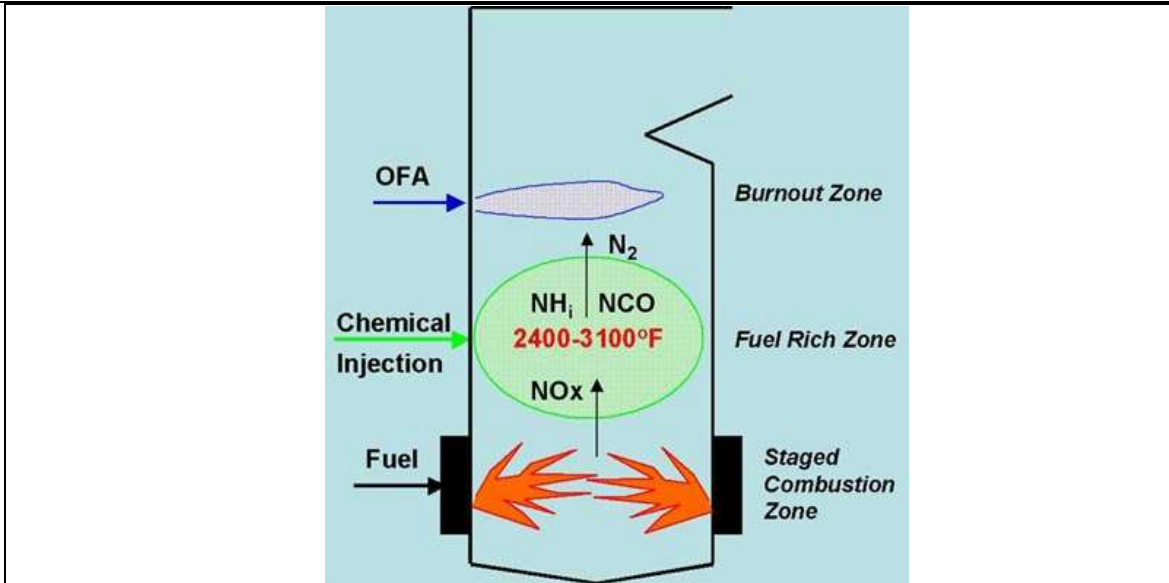 OFA
Burnout Zone
N₂
NHᵢ NCO
Chemical
Injection
2400-3100°F
Fuel Rich Zone
NOx
Fuel
Staged
Combustion
Zone